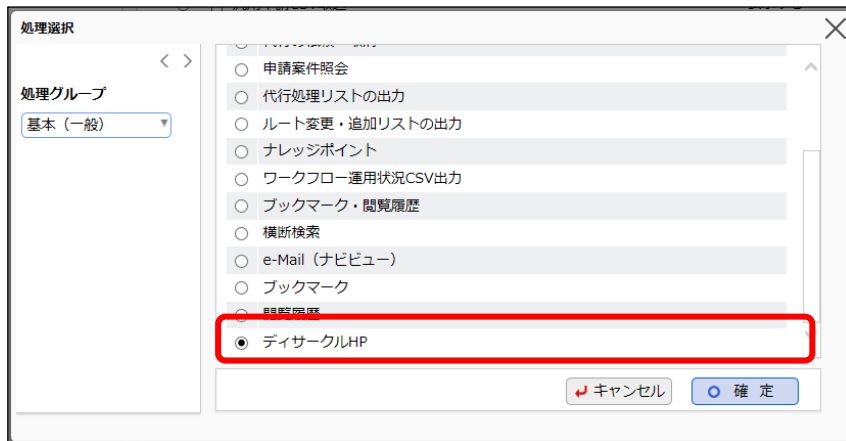 処理選択
処理グループ
基本（一般）
申請案件照会
代行処理リストの出力
ルート変更・追加リストの出力
ナレッジポイント
ワークフロー運用状況CSV出力
ブックマーク・閲覧履歴
横断検索
e-Mail（ナビビュー）
ブックマーク
閲覧履歴
ディサークルHP
キャンセル
確 定